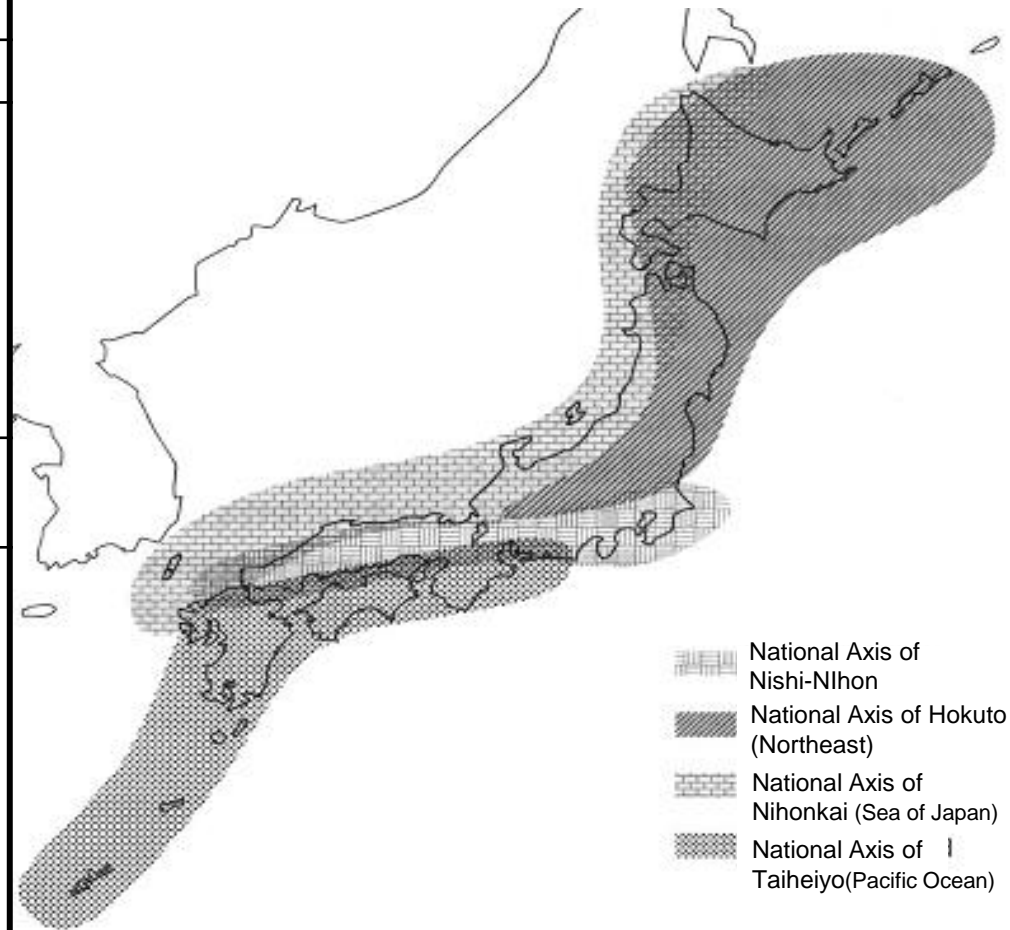 National Axis of
Nishi-NIhon
National Axis of Hokuto
(Northeast)
National Axis of
Nihonkai (Sea of Japan)
National Axis of
Taiheiyo(Pacific Ocean)